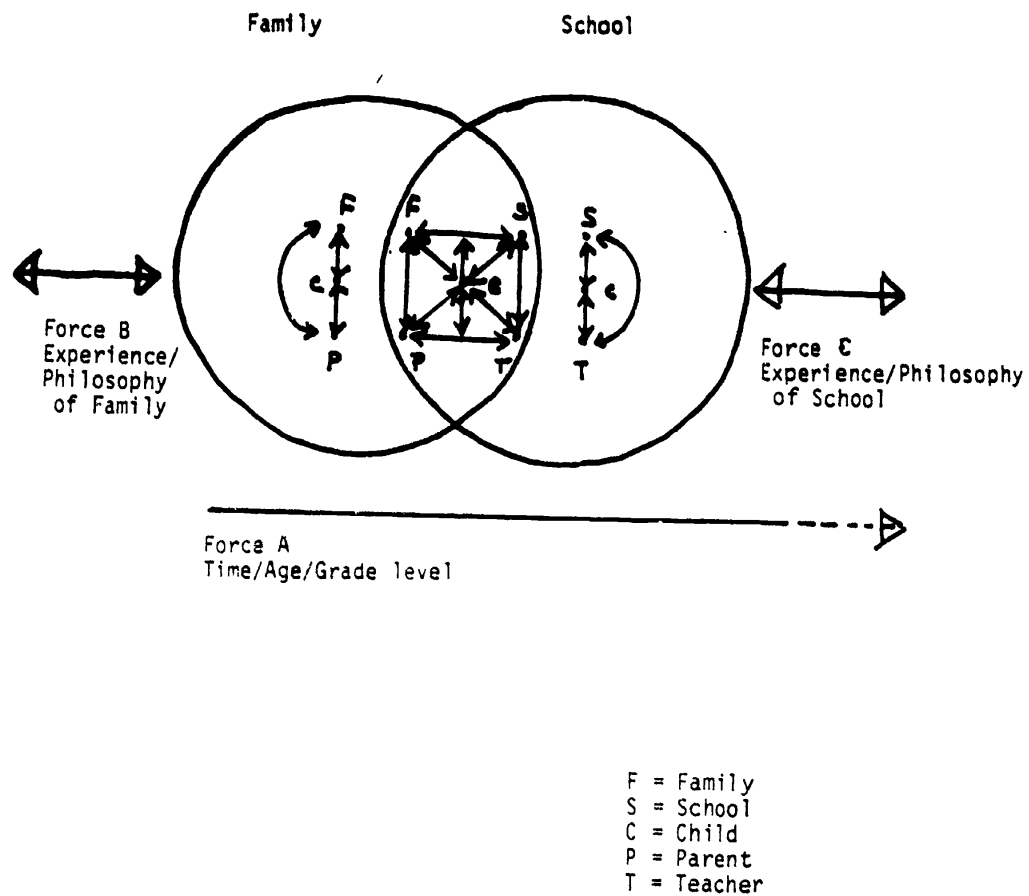 Family School
F F S S
C C c
P P T T
Force B
Experience/
Philosophy
of Family
Force C
Experience/Philosophy
of School
Force A
Time/Age/Grade level
F = Family
S = School
C = Child
P = Parent
T = Teacher